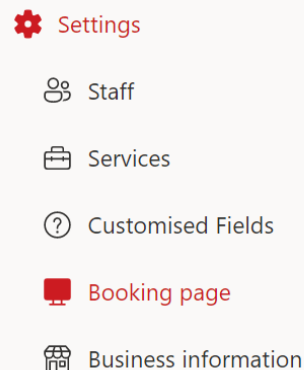 Settings
Staff
Services
Customised Fields
Booking page
Business information